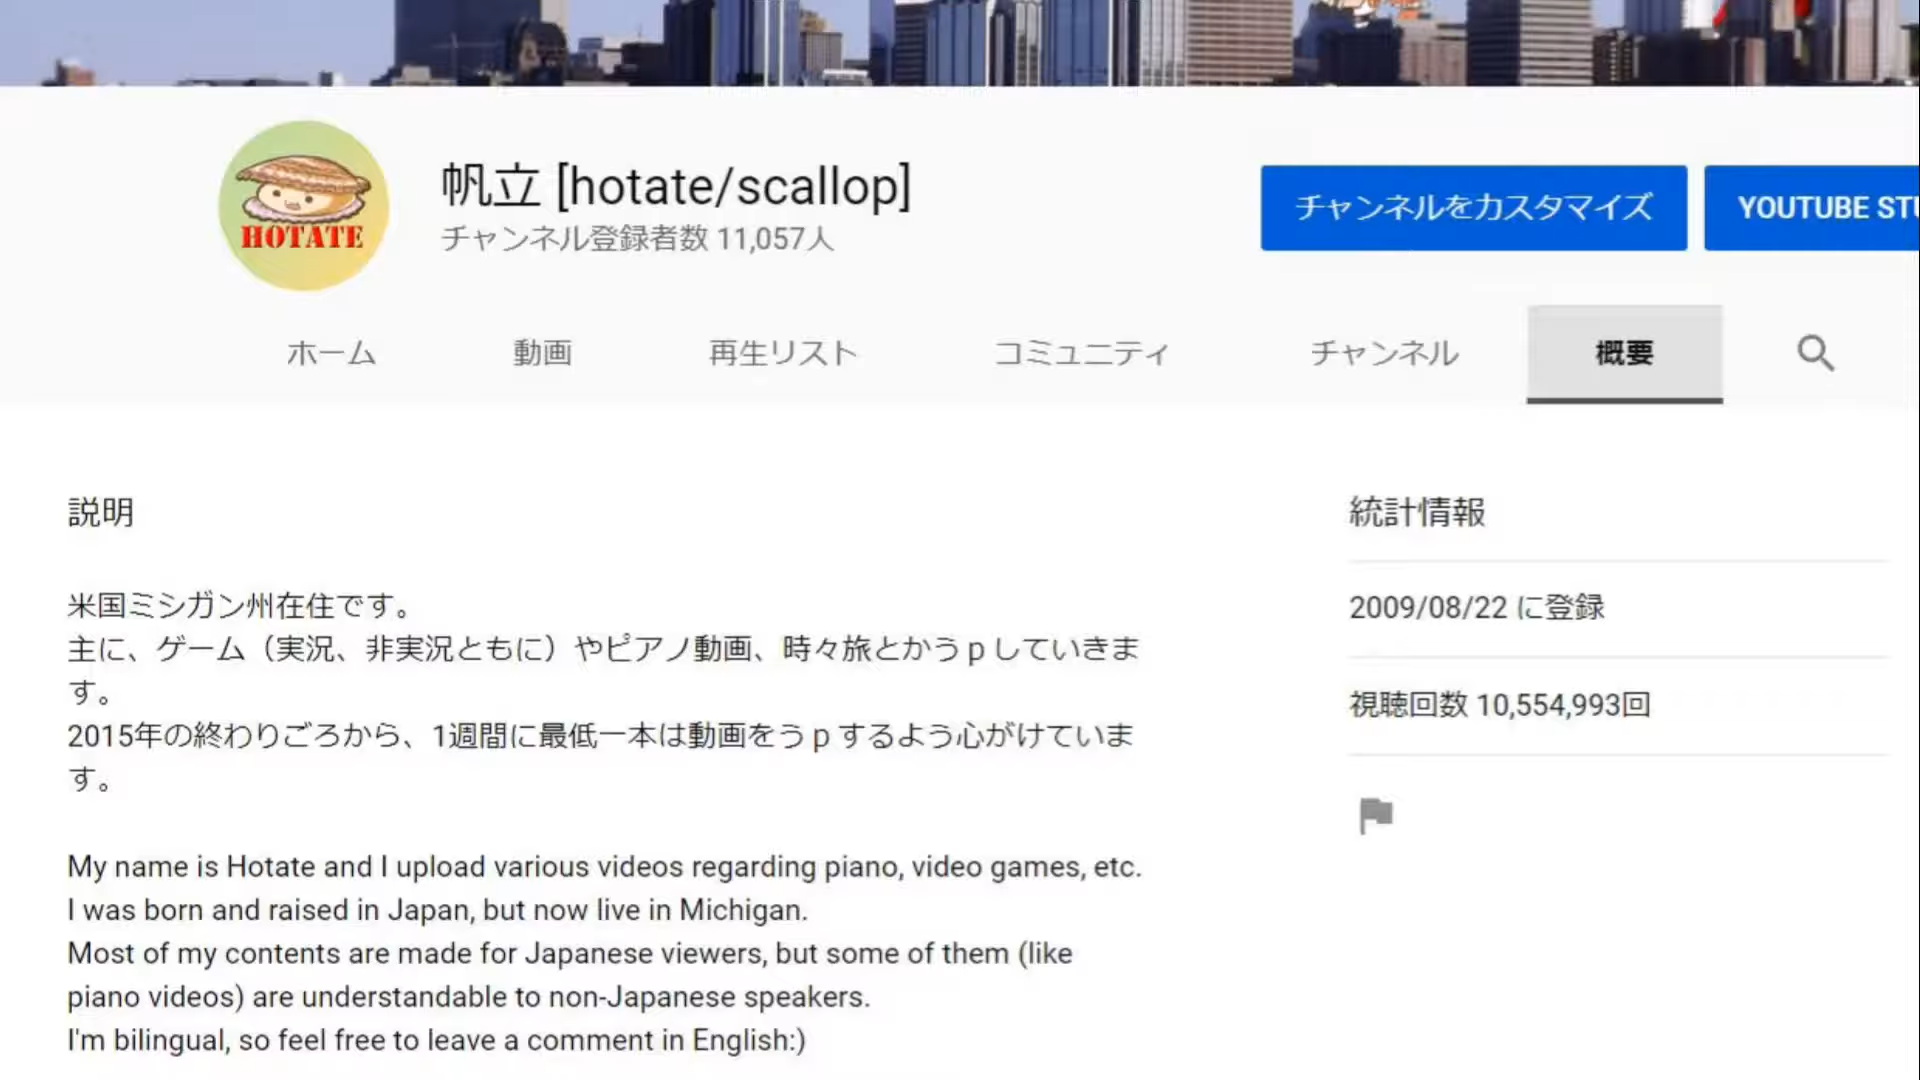 HOTATE
帆立 [hotate/scallop]
チャンネル登録者数 11,057人
チャンネルをカスタマイズ
YOUTUBE
ホーム
動画
再生リスト
コミュニティ
チャンネル
概要
説明
米国ミシガン州在住です。
主に、ゲーム（実況、非実況ともに）やピアノ動画、時々旅とかうｐしていきま
す。
2015年の終わりごろから、1週間に最低一本は動画をうｐするよう心がけていま
す。
My name is Hotate and I upload various videos regarding piano, video games, etc.
I was born and raised in Japan, but now live in Michigan.
Most of my contents are made for Japanese viewers, but some of them (like
piano videos) are understandable to non-Japanese speakers.
I'm bilingual, so feel free to leave a comment in English:)
統計情報
2009/08/22 に登録
視聴回数 10,554,993回